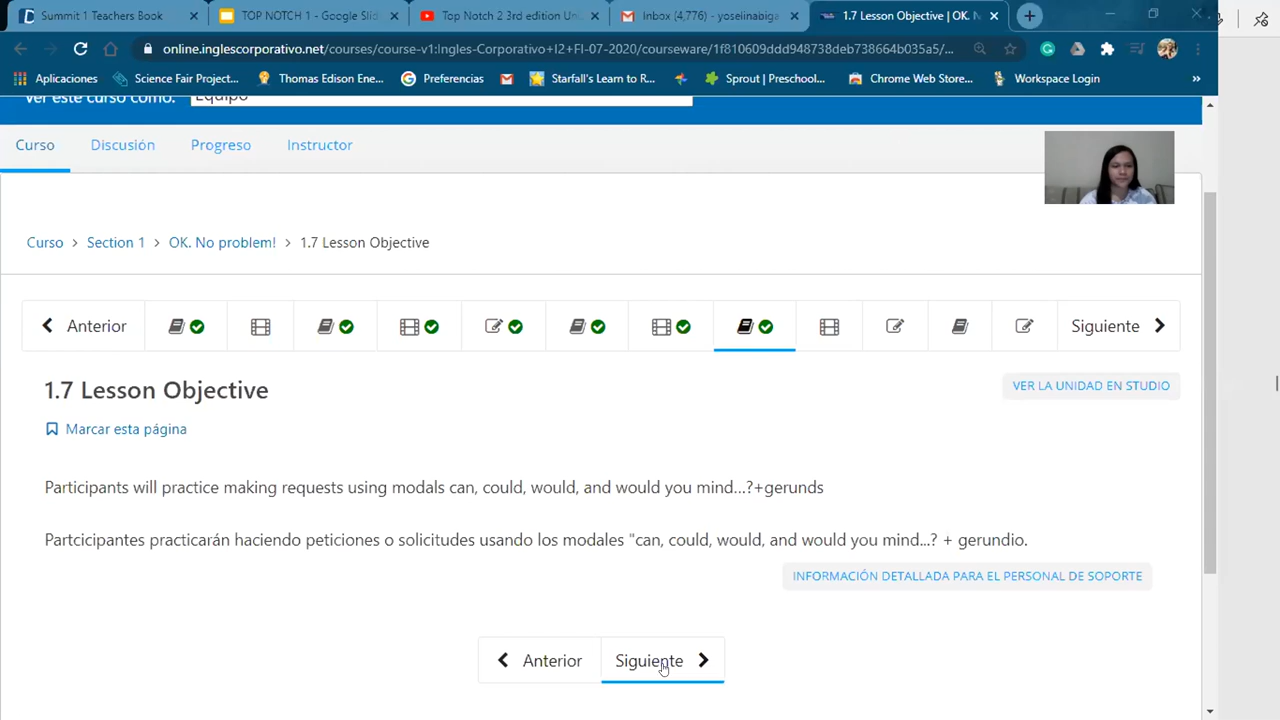 Summit 1 Teachers Book
TOP NOTCH 1 - Google Slid
Top Notch 2 3rd edition Uni
Inbox (4,776) - yoselinabiga
1.7 Lesson Objective | OK. N
online.inglescorporativo.net/courses/course-v1:Ingles-Corporativo+I2+FI-07-2020/courseware/1f810609ddd948738deb738664b035a5/...
Aplicaciones
Science Fair Project...
Thomas Edison Ene...
Preferencias
Starfall's Learn to R...
Sprout | Preschool...
Chrome Web Store...
Workspace Login
»
Ver este curso como:
Equipo
Curso
Discusión
Progreso
Instructor
Curso > Section 1 > OK. No problem! > 1.7 Lesson Objective
Anterior
Siguiente
1.7 Lesson Objective
VER LA UNIDAD EN STUDIO
Marcar esta página
Participants will practice making requests using modals can, could, would, and would you mind...?+gerunds
Partcicipantes practicarán haciendo peticiones o solicitudes usando los modales "can, could, would, and would you mind...? + gerundio.
INFORMACIÓN DETALLADA PARA EL PERSONAL DE SOPORTE
Anterior
Siguiente